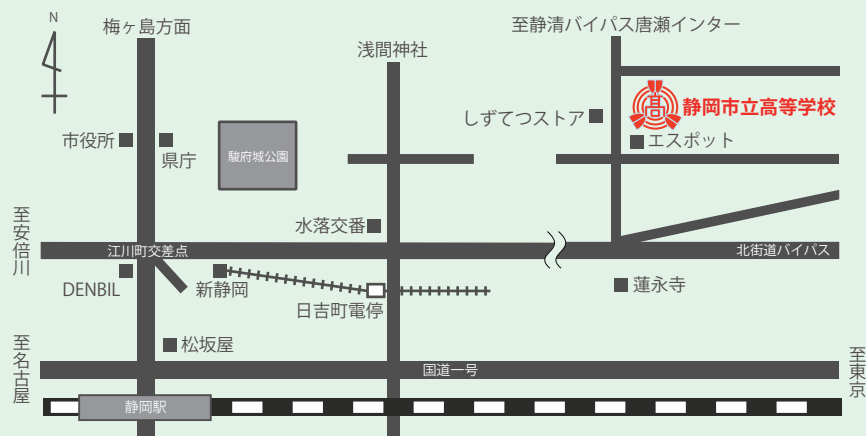 N
梅ヶ島方面
浅間神社
至静清バイパス唐瀬インター
高
静岡市立高等学校
しずてつストア
エスポット
市役所
県庁
駿府城公園
水落交番
至安倍川
江川町交差点
北街道バイパス
DENBIL
新静岡
日吉町電停
蓮永寺
松坂屋
至名古屋
国道一号
至東京
静岡駅